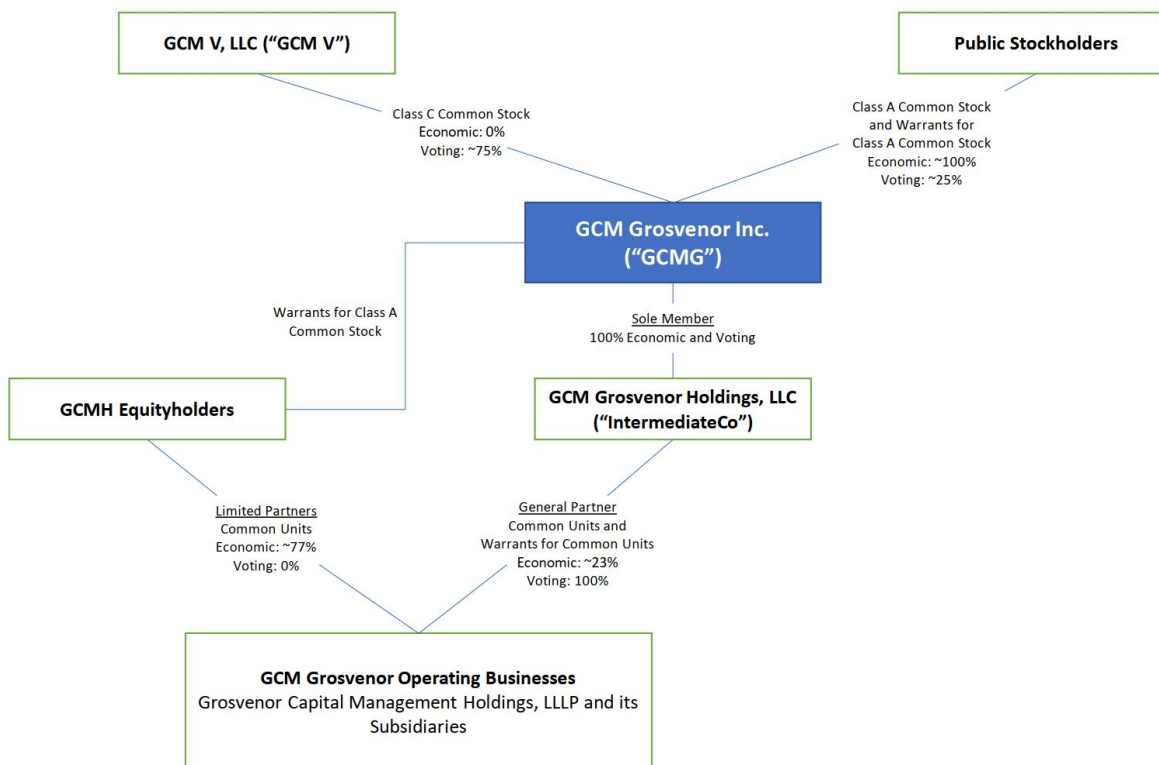 GCM V, LLC (“GCM V”)
Public Stockholders
Class C Common Stock
Economic: 0%
Voting: ~75%
Class A Common Stock
and Warrants for
Class A Common Stock
Economic: ~100%
Voting: ~25%
GCM Grosvenor Inc.
(“GCMG”)
Warrants for Class A
Common Stock
Sole Member
100% Economic and Voting
GCMH Equityholders
GCM Grosvenor Holdings, LLC
(“IntermediateCo”)
Limited Partners
Common Units
Economic: ~77%
Voting: 0%
General Partner
Common Units and
Warrants for Common Units
Economic: ~23%
Voting: 100%
GCM Grosvenor Operating Businesses
Grosvenor Capital Management Holdings, LLLP and its
Subsidiaries